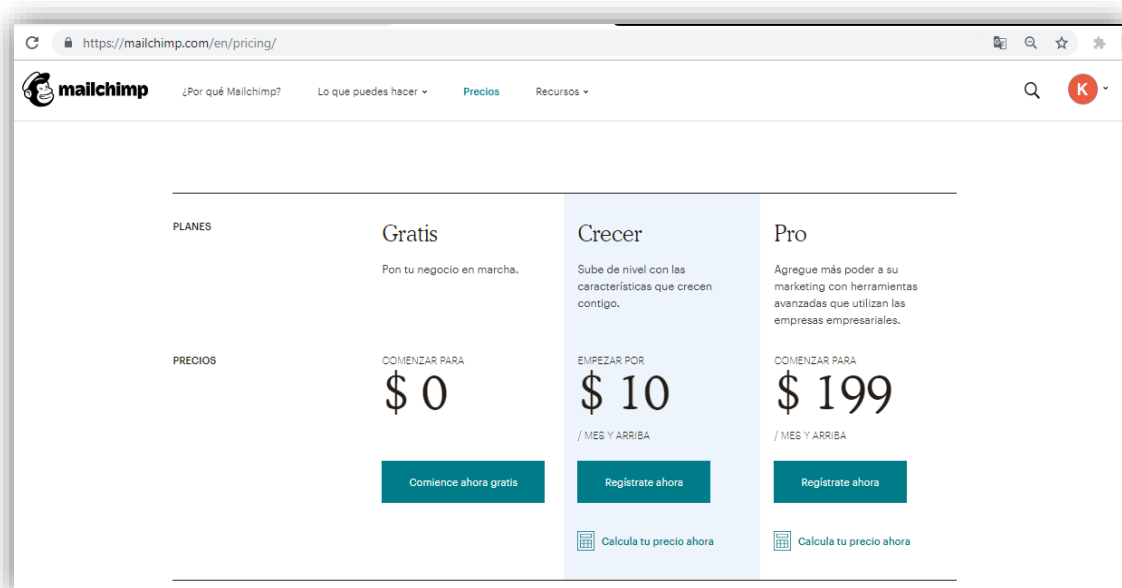 https://mailchimp.com/en/pricing/
mailchimp ¿Por qué Mailchimp? Lo que puedes hacer Precios Recursos K
PLANES Gratis Crecer Pro
Pon tu negocio en marcha. Sube de nivel con las Agregue más poder a su
características que crecen marketing con herramientas
contigo. avanzadas que utilizan las
empresas empresariales.
PRECIOS COMENZAR PARA EMPEZAR POR COMENZAR PARA
$ 0 $ 10 $ 199
/ MES Y ARRIBA / MES Y ARRIBA
Comience ahora gratis Regístrate ahora Regístrate ahora
Calcula tu precio ahora Calcula tu precio ahora